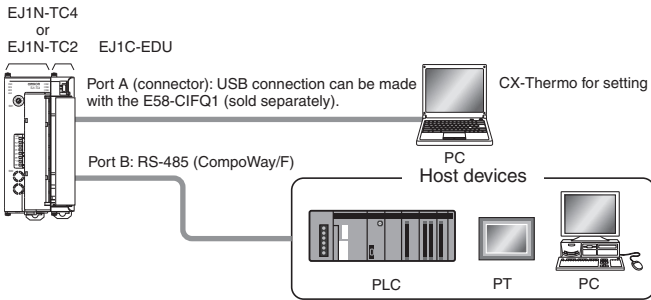 EJ1N-TC4
or
EJ1N-TC2
EJ1C-EDU
Port A (connector): USB connection can be made
with the E58-CIFQ1 (sold separately).
CX-Thermo for setting
PC
Port B: RS-485 (CompoWay/F)
Host devices
PLC
PT
PC